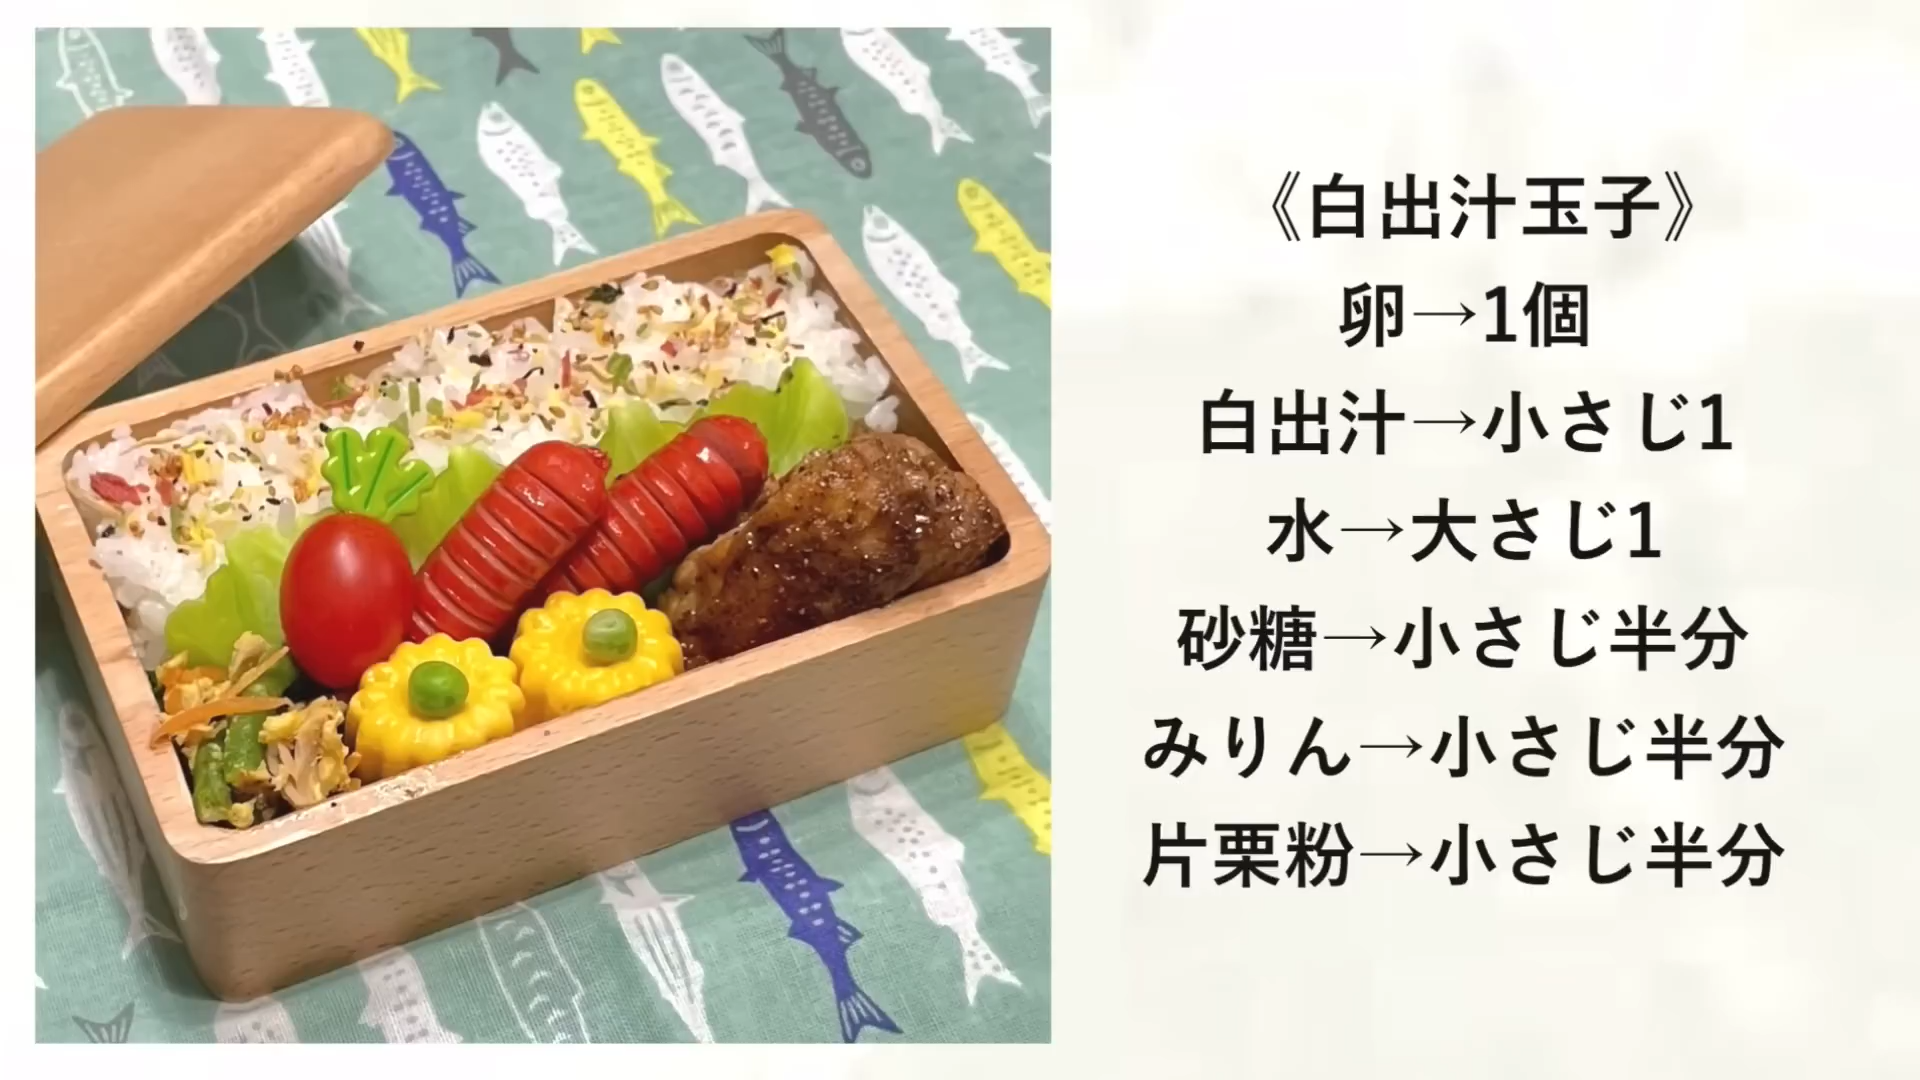 《白出汁玉子》
卵→1個
白出汁→小さじ1
水→大さじ1
砂糖→小さじ半分
みりん→小さじ半分
片栗粉→小さじ半分